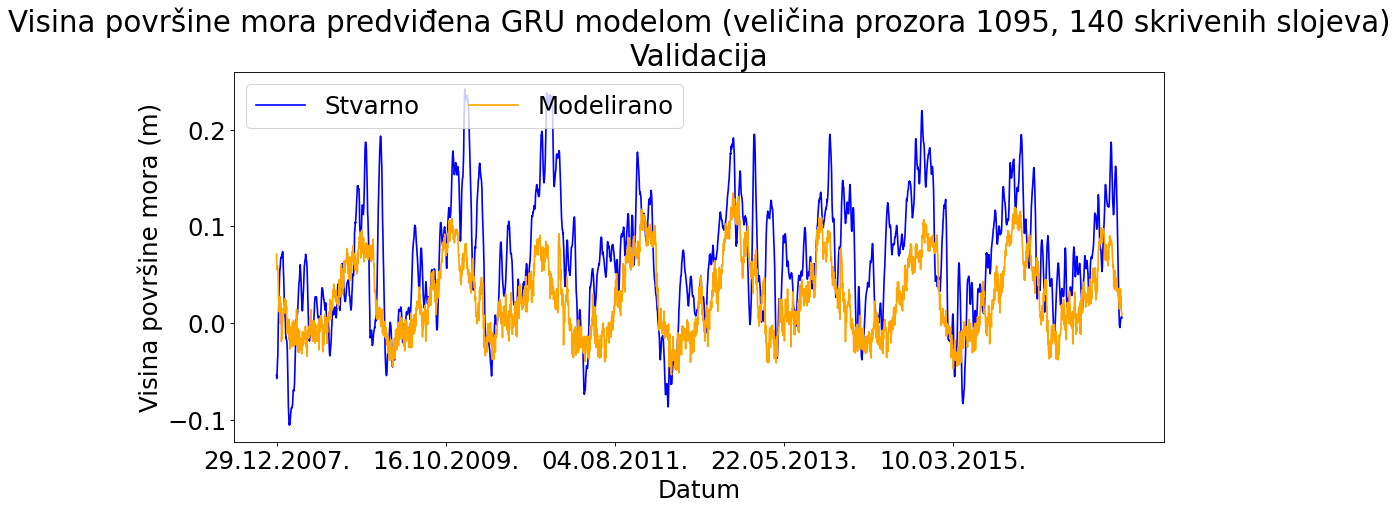 Visina površine mora predviđena GRU modelom (veličina prozora 1095, 140 skrivenih slojeva)
Validacija
Stvarno Modelirano
Visina površine mora (m)
0.2
0.1
0.0
−0.1
29.12.2007. 16.10.2009. 04.08.2011. 22.05.2013. 10.03.2015.
Datum